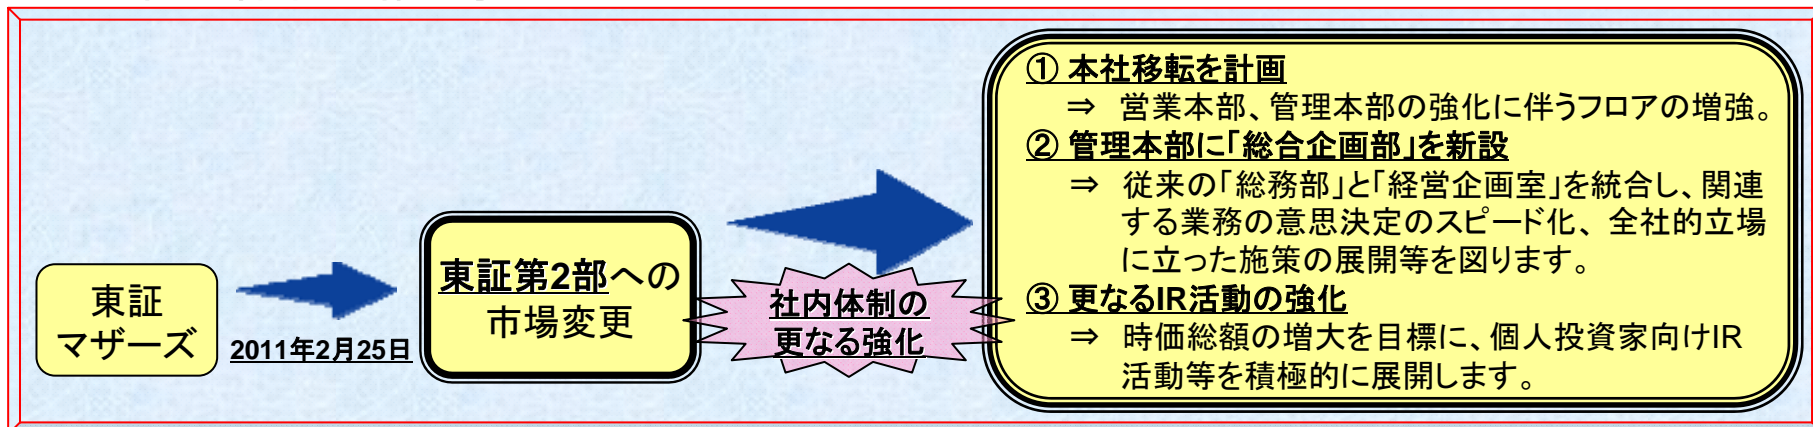 東証
マザーズ
2011年2月25日
東証第2部への
市場変更
社内体制の
更なる強化
① 本社移転を計画
⇒ 営業本部、管理本部の強化に伴うフロアの増強。
② 管理本部に「総合企画部」を新設
⇒ 従来の「総務部」と「経営企画室」を統合し、関連
する業務の意思決定のスピード化、全社的立場
に立った施策の展開等を図ります。
③ 更なるIR活動の強化
⇒ 時価総額の増大を目標に、個人投資家向けIR
活動等を積極的に展開します。